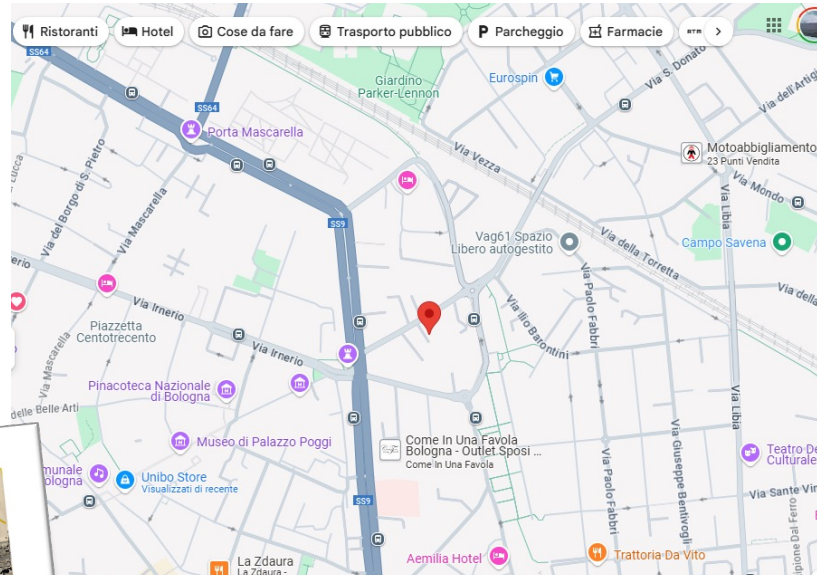 Ristoranti
Hotel
Cose da fare
Trasporto pubblico
Parcheggio
Farmacie
ATM
SS64
Giardino
Parker-Lennon
Eurospin
Via S. Donato
Via dell'Artigi
SS64
Porta Mascarella
Via Vezza
Motoabbigliamento
23 Punti Vendita
Via del Borgo di S. Pietro
Via Mascarella
Via Mondo
Via Libia
SS9
Vag61 Spazio
Libero autogestito
Via della Torretta
Campo Savena
Via Paolo Fabbri
Via della
Via Irnerio
Piazzetta
Centotrecento
Via Ilio Barontini
Via Irnerio
Via Mascarella
Pinacoteca Nazionale
di Bologna
delle Belle Arti
Via Libia
Museo di Palazzo Poggi
Come In Una Favola
Bologna - Outlet Sposi ...
Come In Una Favola
Via Paolo Fabbri
Via Giuseppe Bentivogli
Teatro De
Culturale
munale
ologna
Unibo Store
Visualizzati di recente
SS9
Via Sante Vin
ipione Dal Ferro
La Zdaura
La Zdaura -
Aemilia Hotel
Trattoria Da Vito